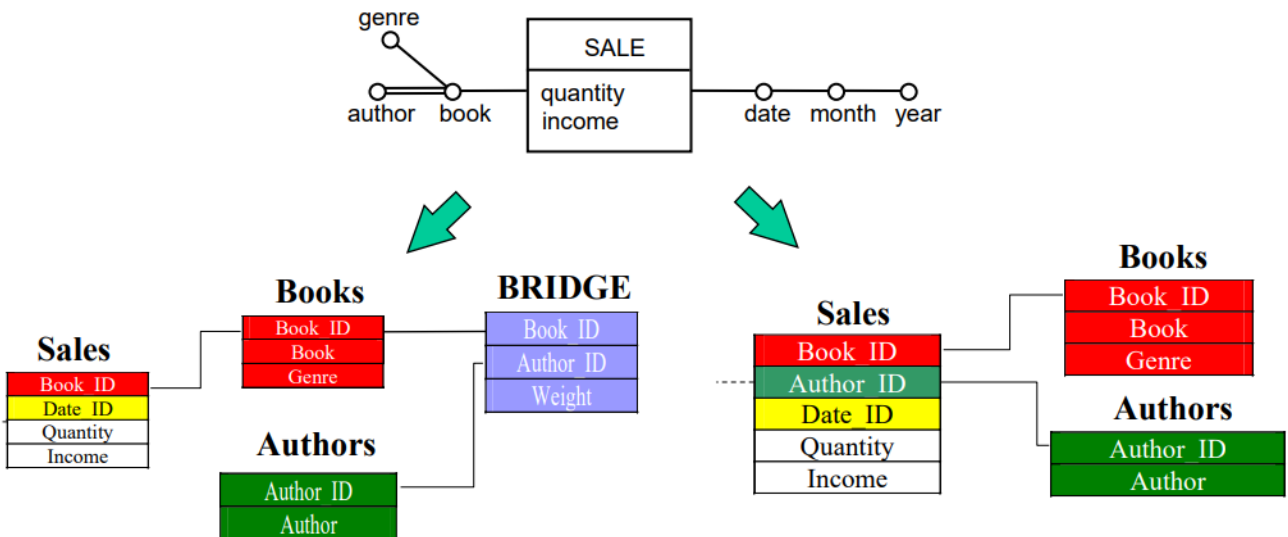 genre
SALE
author
book
quantity
income
date
month
year
Books
Book_ID
Book
Genre
BRIDGE
Book_ID
Author_ID
Weight
Sales
Book_ID
Date_ID
Quantity
Income
Authors
Author_ID
Author
Sales
Book_ID
Author_ID
Date_ID
Quantity
Income
Books
Book_ID
Book
Genre
Authors
Author_ID
Author